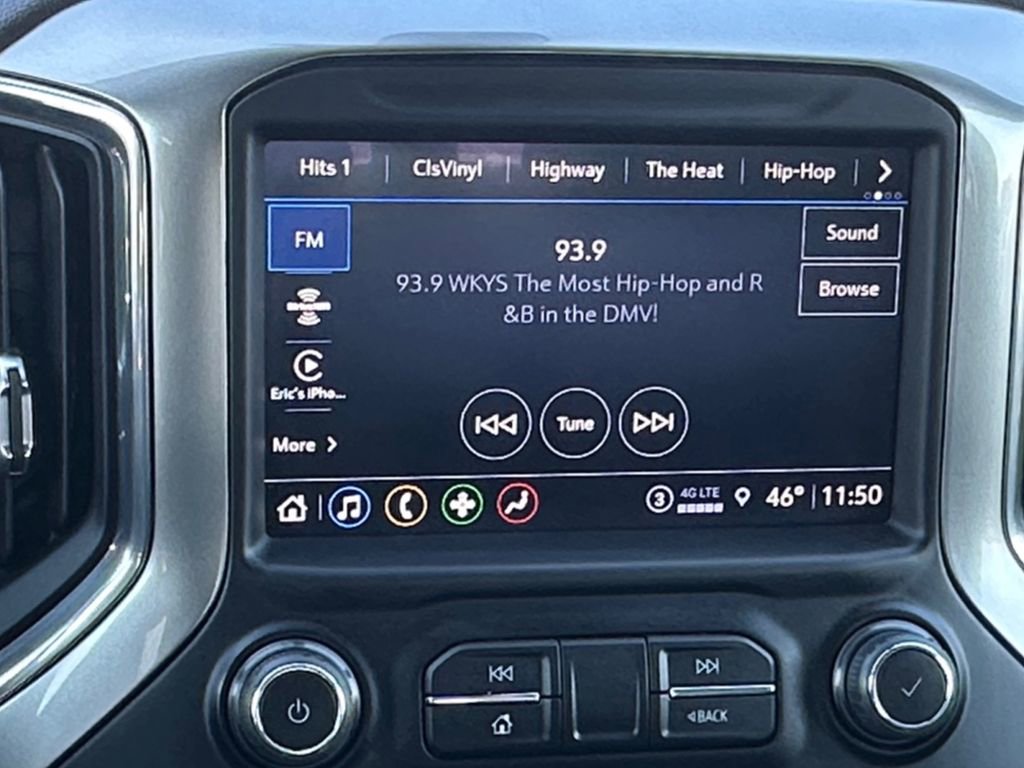 Hits 1
ClsVinyl
Highway
The Heat
Hip-Hop
FM
93.9
93.9 WKYS The Most Hip-Hop and R
&B in the DMV!
Sound
Browse
Eric's iPho...
More
Tune
3
4G LTE
46°
11:50
BACK